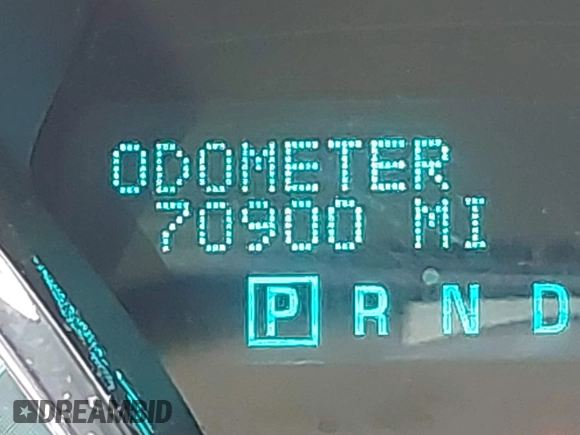 ODOMETER
70900 MI
P R N D
DREAMBID